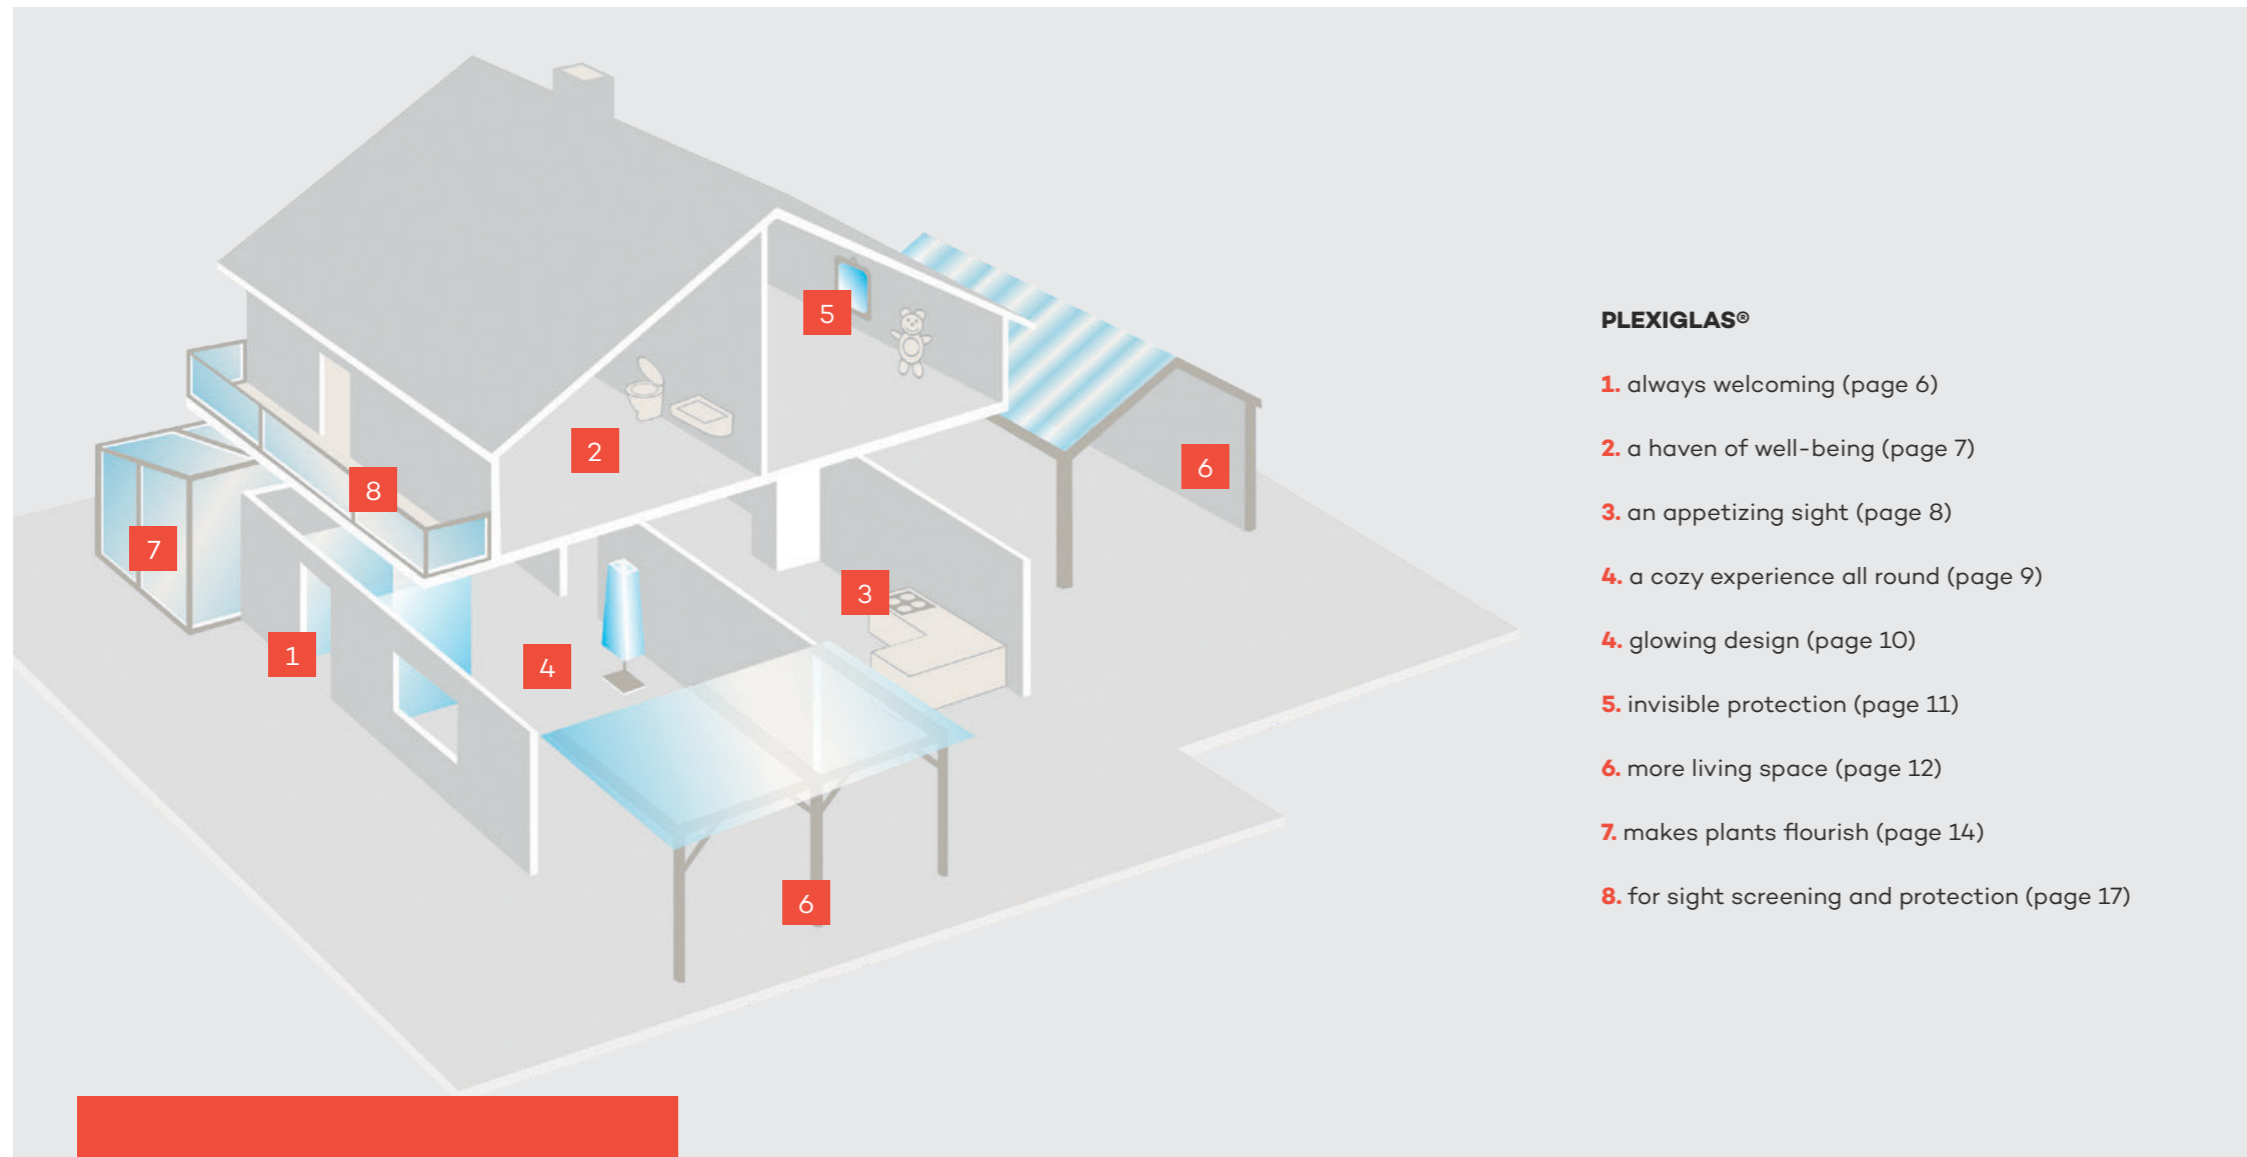 5
2
6
8
7
3
1
4
6
PLEXIGLAS®
1. always welcoming (page 6)
2. a haven of well-being (page 7)
3. an appetizing sight (page 8)
4. a cozy experience all round (page 9)
4. glowing design (page 10)
5. invisible protection (page 11)
6. more living space (page 12)
7. makes plants flourish (page 14)
8. for sight screening and protection (page 17)